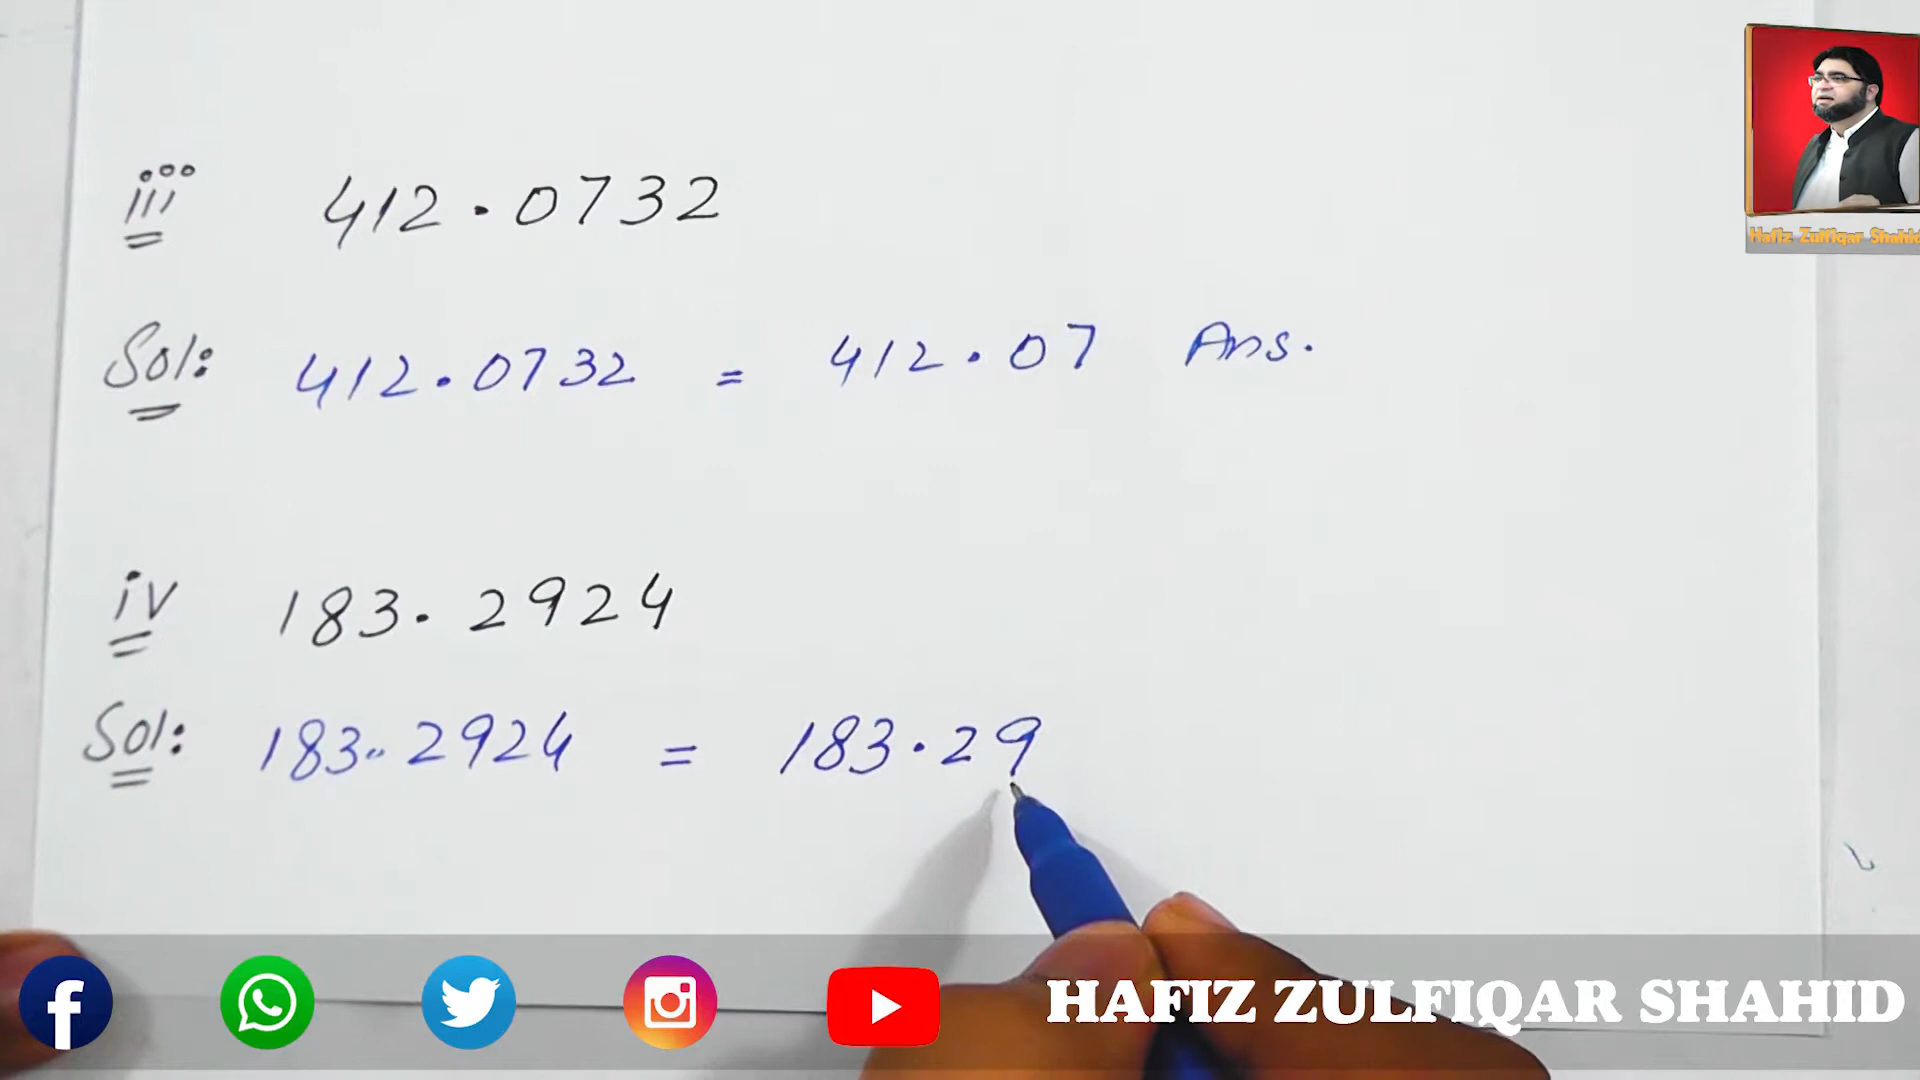 Hafiz Zulfiqar Shahid
iii 412.0732
Sol: 412.0732 = 412.07 Ans.
iv 183.2924
Sol: 183.2924 = 183.29
HAFIZ ZULFIQAR SHAHID